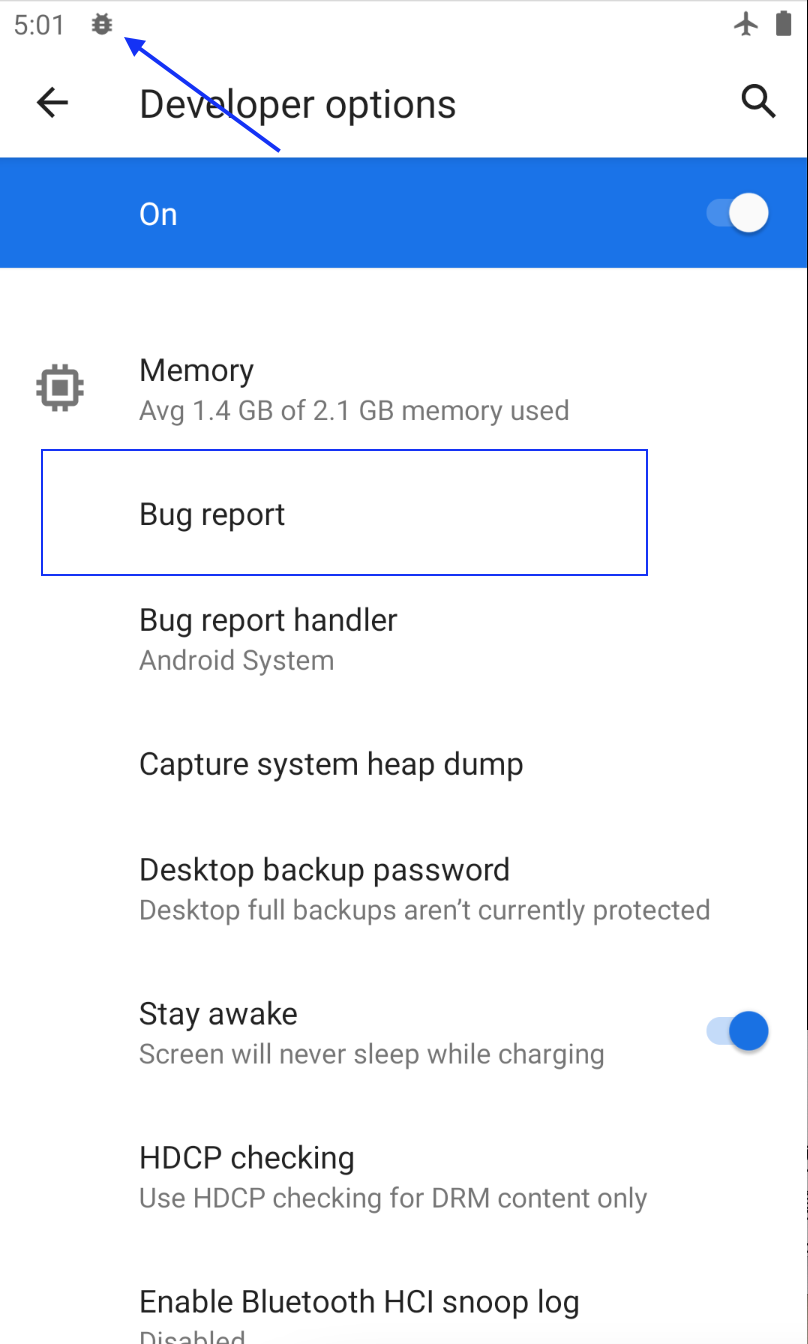 5:01
Developer options
On
Memory
Avg 1.4 GB of 2.1 GB memory used
Bug report
Bug report handler
Android System
Capture system heap dump
Desktop backup password
Desktop full backups aren’t currently protected
Stay awake
Screen will never sleep while charging
HDCP checking
Use HDCP checking for DRM content only
Enable Bluetooth HCI snoop log
Disabled